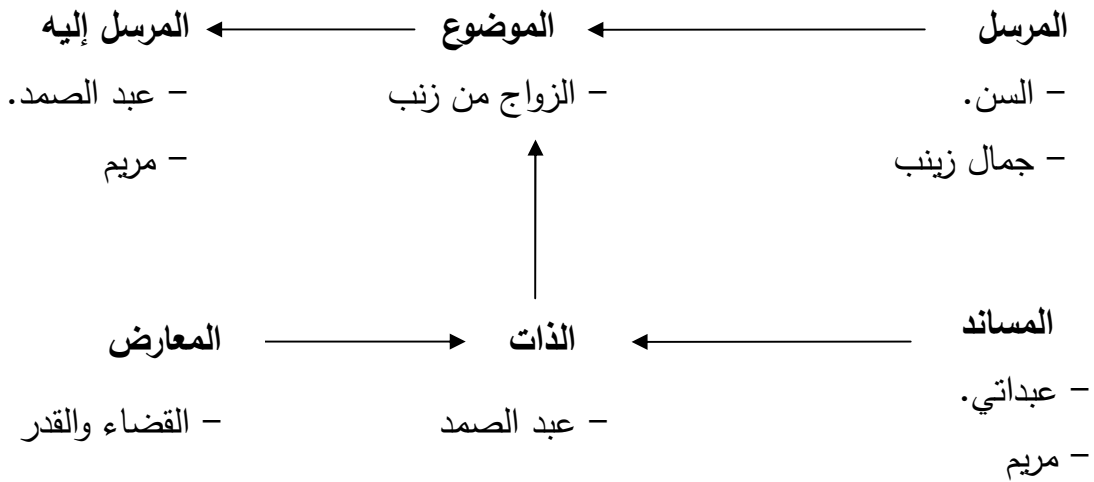 المرسل الموضوع المرسل إليه
– السن. – الزواج من زنب – عبد الصمد.
– جمال زينب – مريم
المساند الذات المعارض
– عبداتي. – عبد الصمد – القضاء والقدر
– مريم